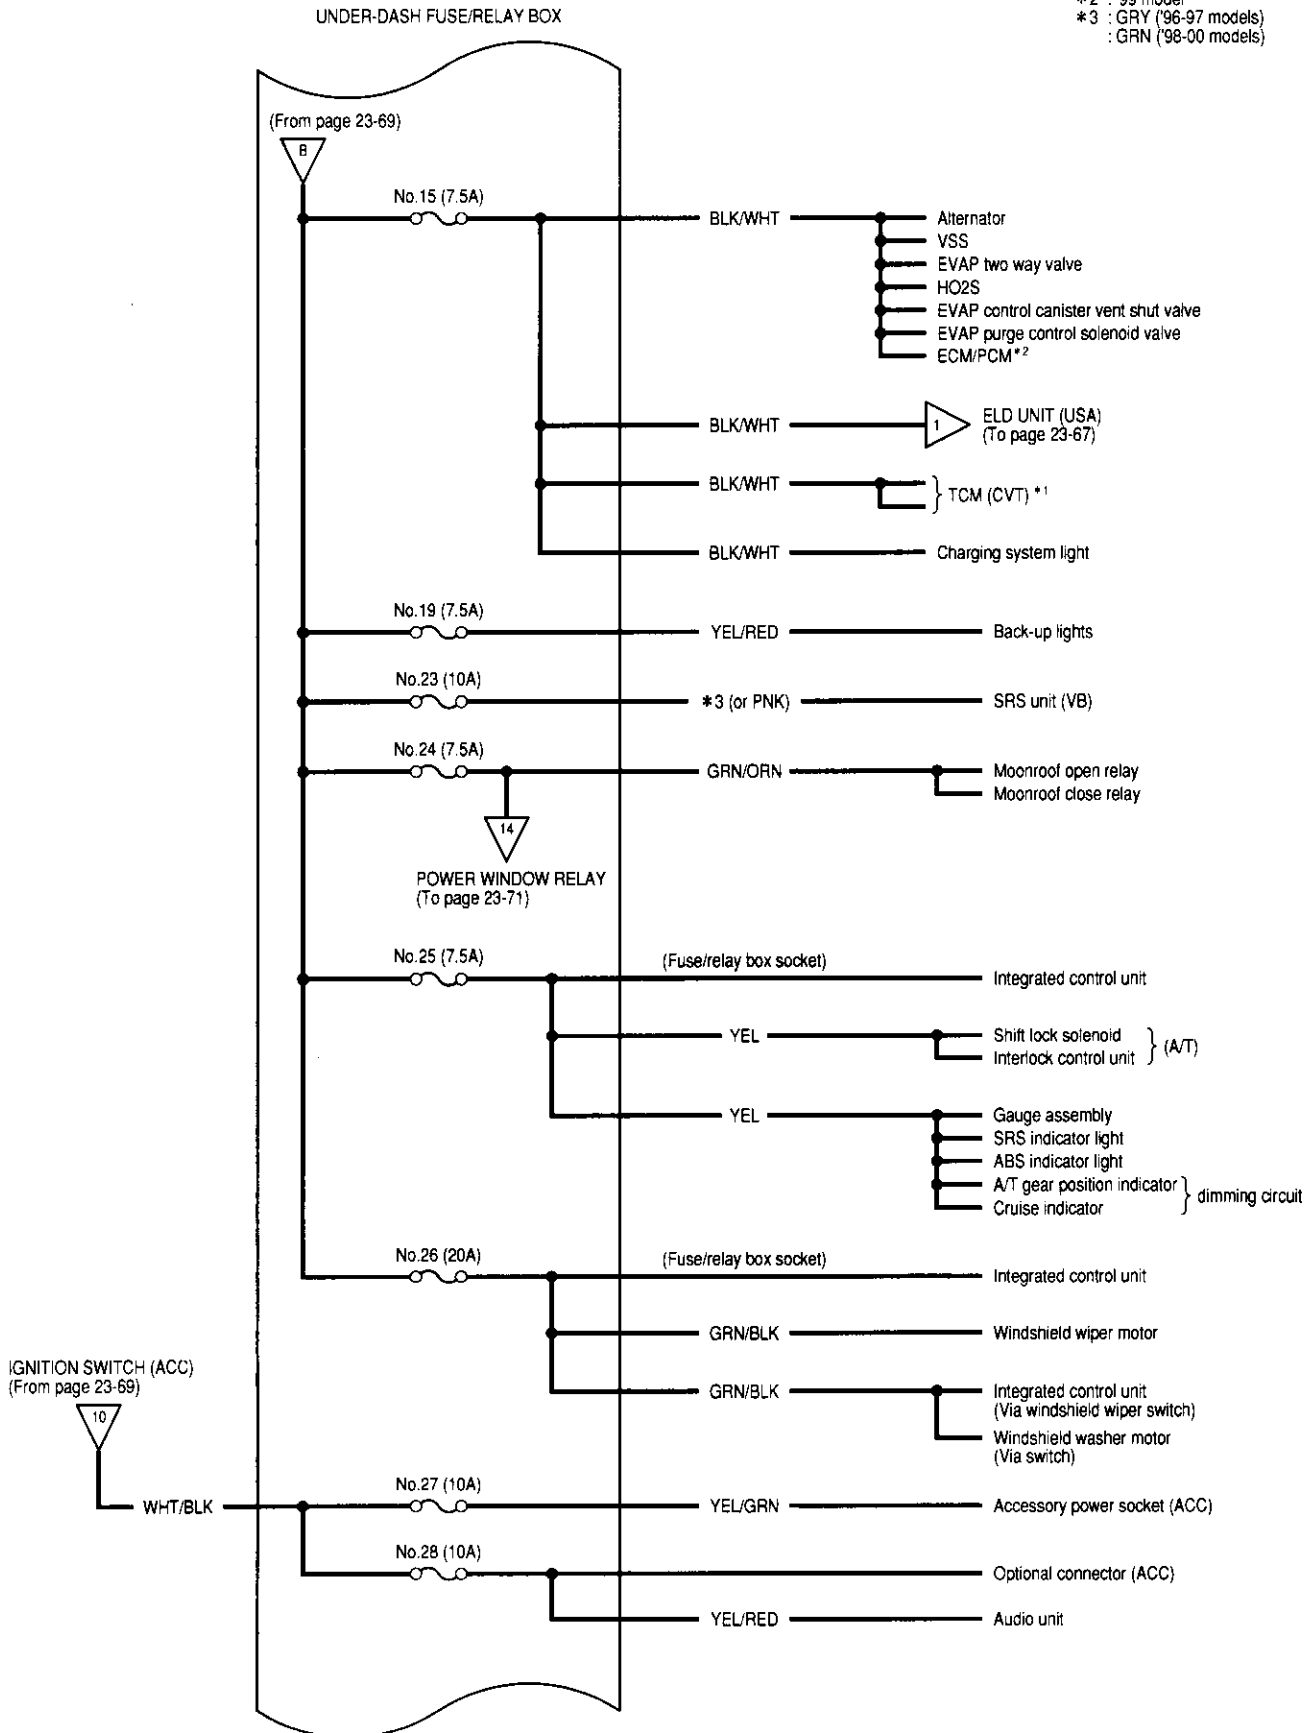 UNDER-DASH FUSE/RELAY BOX
*2 : '99 model
*3 : GRY ('96-97 models)
: GRN ('98-00 models)
(From page 23-69)
B
No.15 (7.5A)
BLK/WHT
Alternator
VSS
EVAP two way valve
HO2S
EVAP control canister vent shut valve
EVAP purge control solenoid valve
ECM/PCM*2
BLK/WHT
1
ELD UNIT (USA)
(To page 23-67)
BLK/WHT
TCM (CVT) *1
BLK/WHT
Charging system light
No.19 (7.5A)
YEL/RED
Back-up lights
No.23 (10A)
*3 (or PNK)
SRS unit (VB)
No.24 (7.5A)
GRN/ORN
Moonroof open relay
Moonroof close relay
14
POWER WINDOW RELAY
(To page 23-71)
No.25 (7.5A)
(Fuse/relay box socket)
Integrated control unit
YEL
Shift lock solenoid
Interlock control unit
(A/T)
YEL
Gauge assembly
SRS indicator light
ABS indicator light
A/T gear position indicator
Cruise indicator
dimming circuit
No.26 (20A)
(Fuse/relay box socket)
Integrated control unit
GRN/BLK
Windshield wiper motor
IGNITION SWITCH (ACC)
(From page 23-69)
10
GRN/BLK
Integrated control unit
(Via windshield wiper switch)
Windshield washer motor
(Via switch)
WHT/BLK
No.27 (10A)
YEL/GRN
Accessory power socket (ACC)
No.28 (10A)
Optional connector (ACC)
YEL/RED
Audio unit